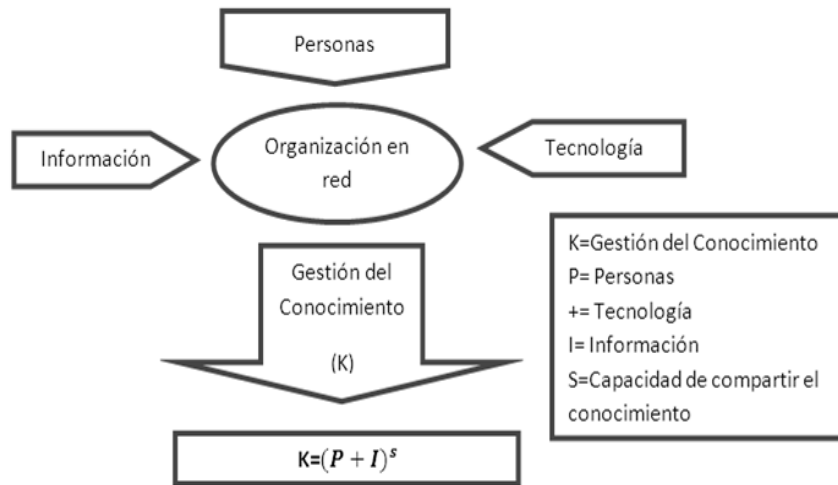 Personas
Información
Organización en
red
Tecnología
Gestión del
Conocimiento
(K)
K=Gestión del Conocimiento
P= Personas
+= Tecnología
I= Información
S=Capacidad de compartir el
conocimiento
K=(P + I)^s